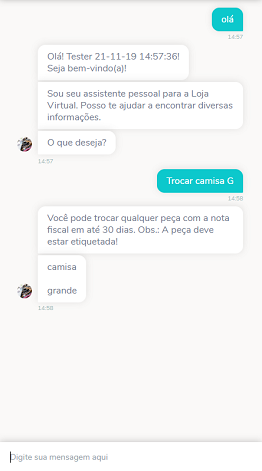 olá
14:57
Olá! Tester 21-11-19 14:57:36!
Seja bem-vindo(a)!
Sou seu assistente pessoal para a Loja
Virtual. Posso te ajudar a encontrar diversas
informações.
O que deseja?
14:57
Trocar camisa G
14:58
Você pode trocar qualquer peça com a nota
fiscal em até 30 dias. Obs.: A peça deve
estar etiquetada!
camisa
grande
14:58
Digite sua mensagem aqui